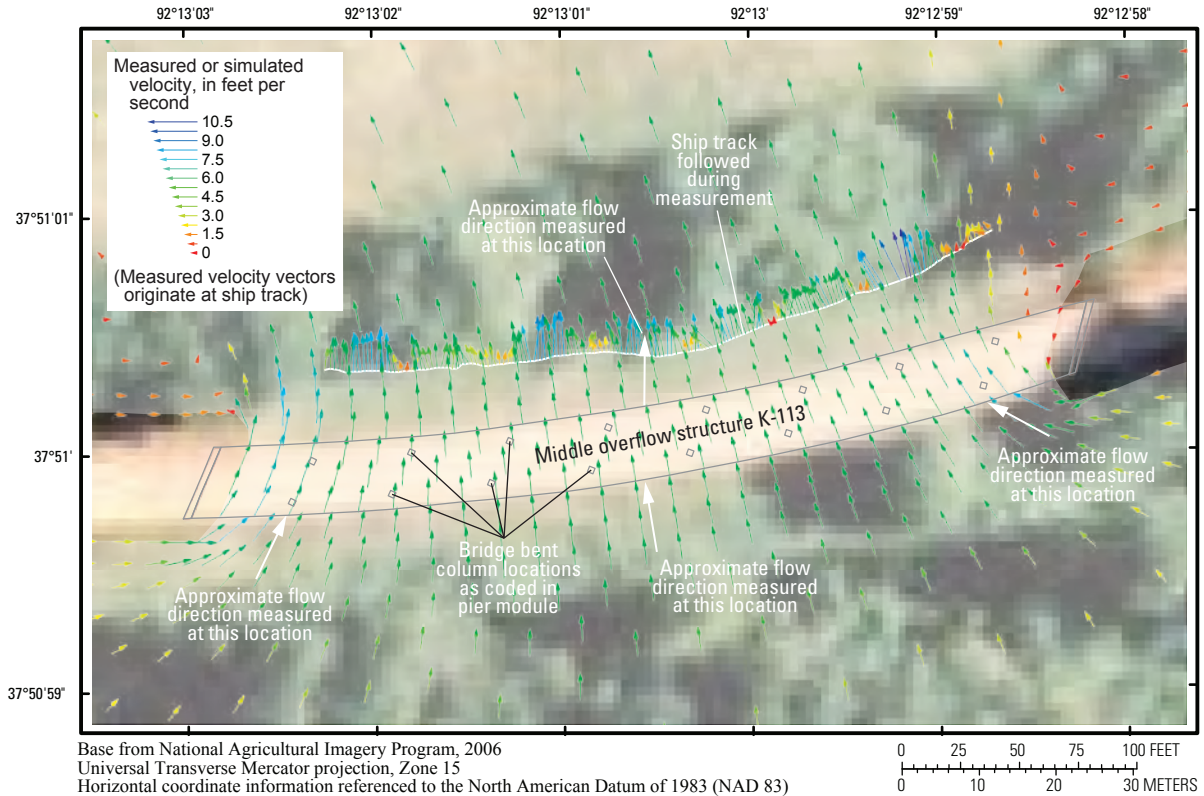 92°13'03"
92°13'02"
92°13'01"
92°13'
92°12'59"
92°12'58"
Measured or simulated
velocity, in feet per
second
10.5
9.0
7.5
6.0
4.5
3.0
1.5
0
(Measured velocity vectors
originate at ship track)
Ship track
followed
during
measurement
Approximate flow
direction measured
at this location
37°51'01"
Middle overflow structure K-113
37°51'
Approximate flow
direction measured
at this location
Bridge bent
column locations
as coded in
pier module
Approximate flow
direction measured
at this location
Approximate flow
direction measured
at this location
37°50'59"
Base from National Agricultural Imagery Program, 2006
Universal Transverse Mercator projection, Zone 15
Horizontal coordinate information referenced to the North American Datum of 1983 (NAD 83)
0 25 50 75 100 FEET
0 10 20 30 METERS